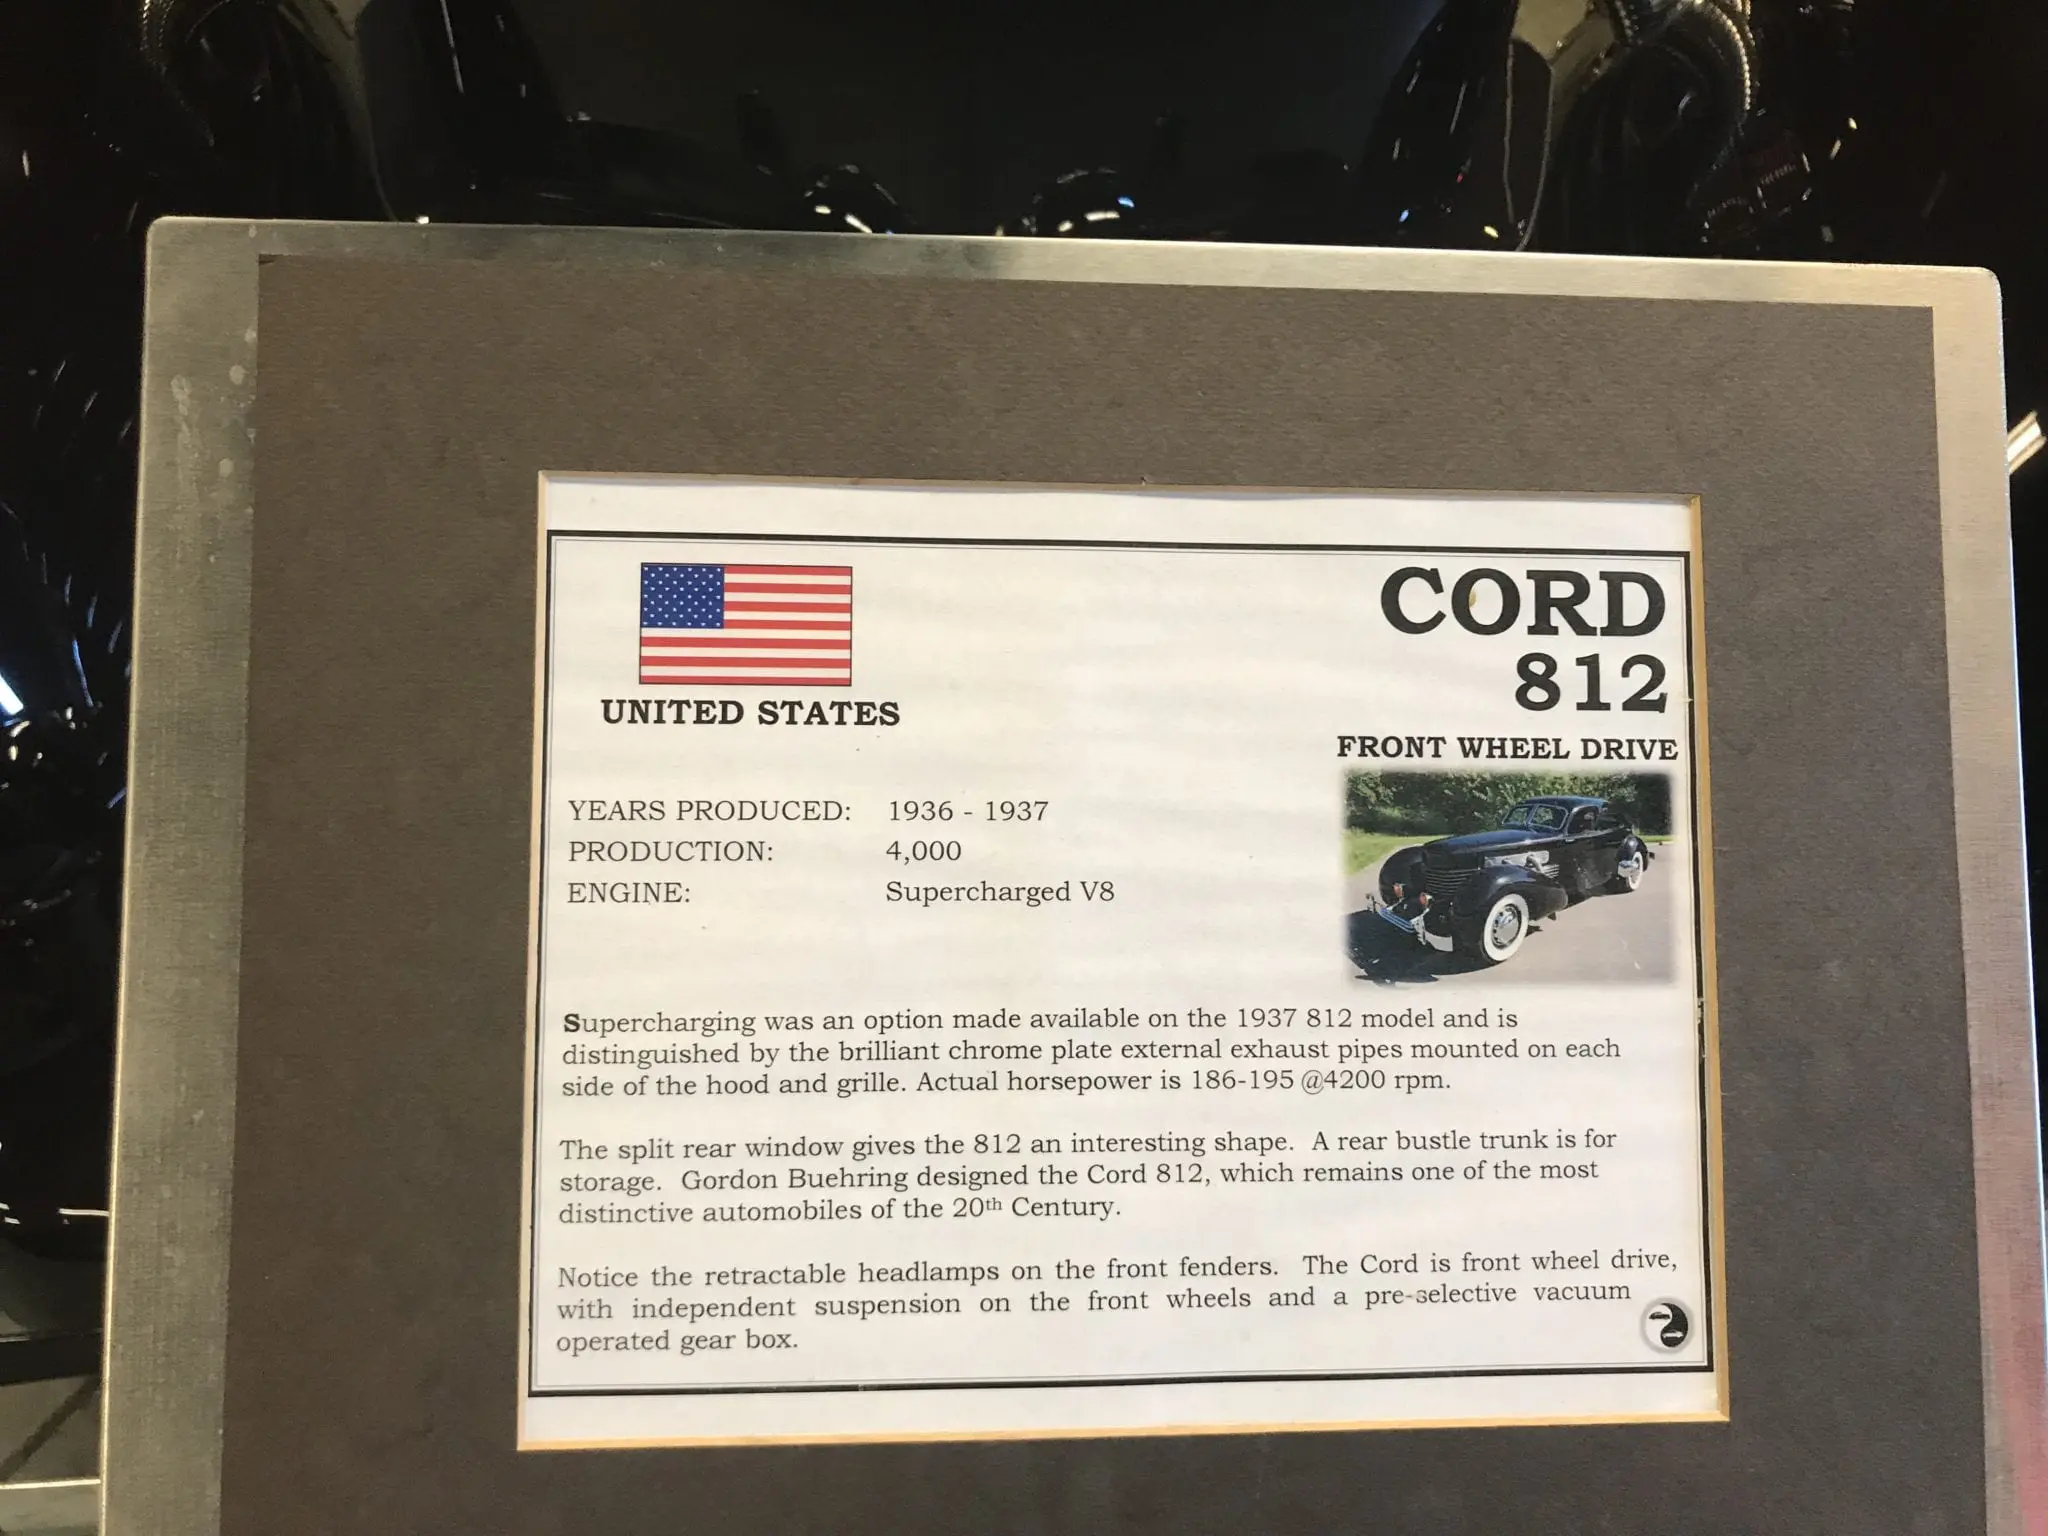 CORD
812
UNITED STATES
FRONT WHEEL DRIVE
YEARS PRODUCED: 1936 - 1937
PRODUCTION: 4,000
ENGINE: Supercharged V8
Supercharging was an option made available on the 1937 812 model and is
distinguished by the brilliant chrome plate external exhaust pipes mounted on each
side of the hood and grille. Actual horsepower is 186-195 @4200 rpm.
The split rear window gives the 812 an interesting shape. A rear bustle trunk is for
storage. Gordon Buehring designed the Cord 812, which remains one of the most
distinctive automobiles of the 20th Century.
Notice the retractable headlamps on the front fenders. The Cord is front wheel drive,
with independent suspension on the front wheels and a pre-selective vacuum
operated gear box.